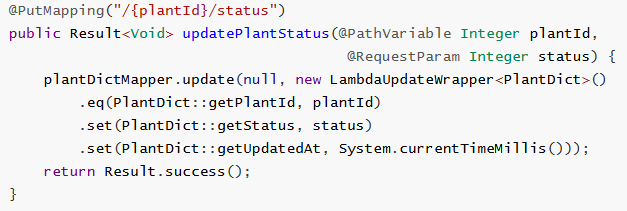 @PutMapping("/{plantId}/status")
public Result<Void> updatePlantStatus(@PathVariable Integer plantId,
                                      @RequestParam Integer status) {
    plantDictMapper.update(null, new LambdaUpdateWrapper<PlantDict>()
        .eq(PlantDict::getPlantId, plantId)
        .set(PlantDict::getStatus, status)
        .set(PlantDict::getUpdatedAt, System.currentTimeMillis()));
    return Result.success();
}